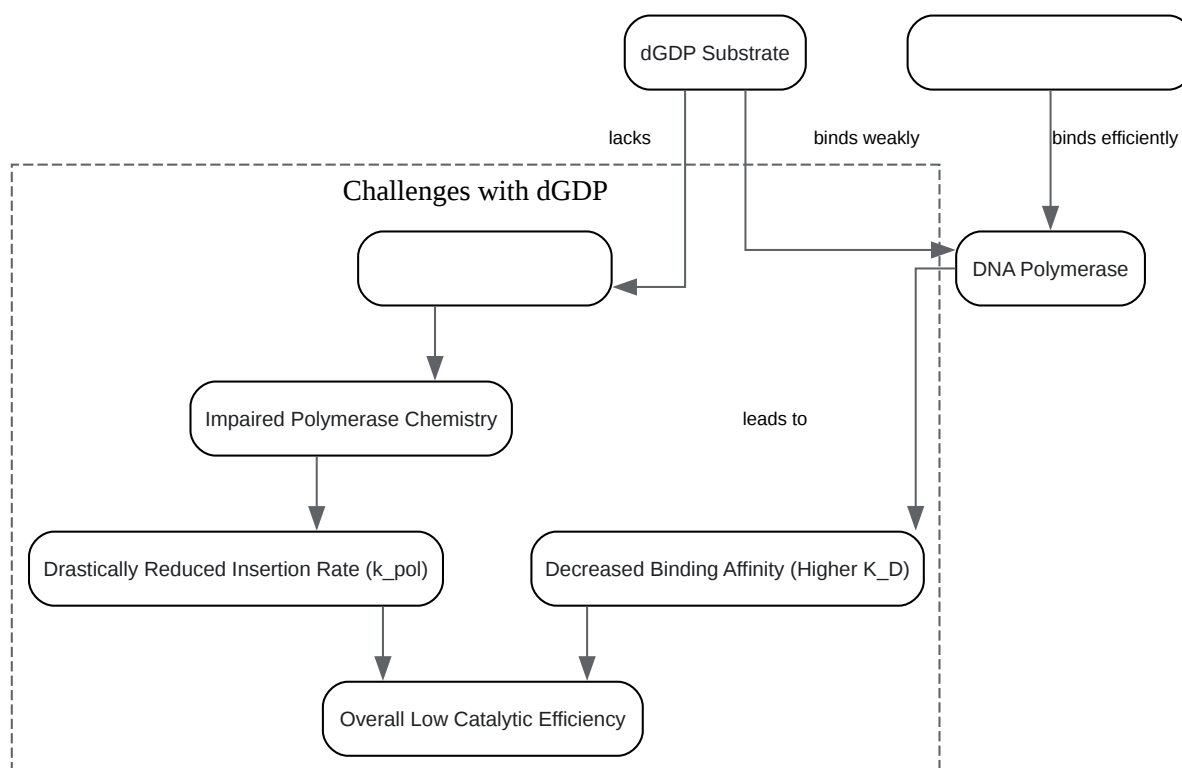 dGDP Substrate
lacks
binds weakly
binds efficiently
Challenges with dGDP
DNA Polymerase
Impaired Polymerase Chemistry
leads to
Drastically Reduced Insertion Rate (k_pol)
Decreased Binding Affinity (Higher K_D)
Overall Low Catalytic Efficiency